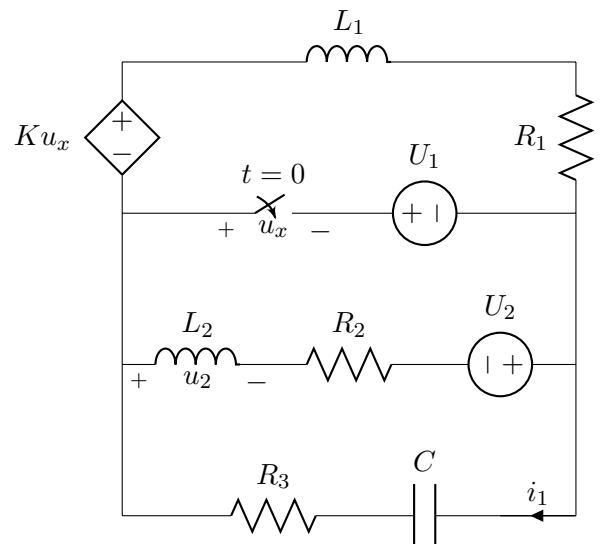 L₁
+
−
Kuₓ
R₁
t = 0
U₁
+ −
+ uₓ −
L₂
R₂
U₂
− +
+ u₂ −
R₃
C
i₁